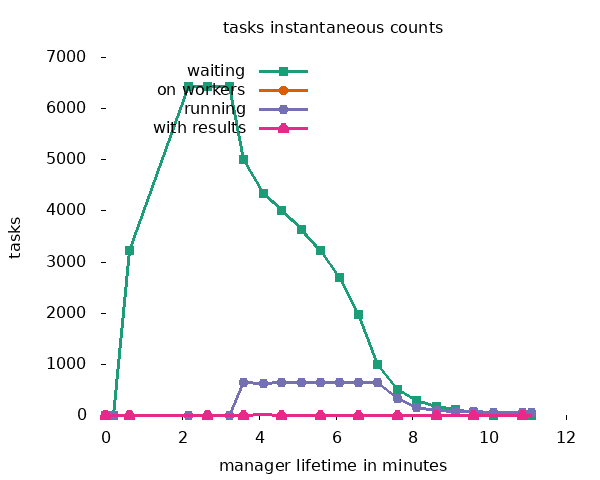 tasks instantaneous counts
7000
6000
5000
4000
3000
2000
1000
0
tasks
waiting
on workers
running
with results
0 2 4 6 8 10 12
manager lifetime in minutes